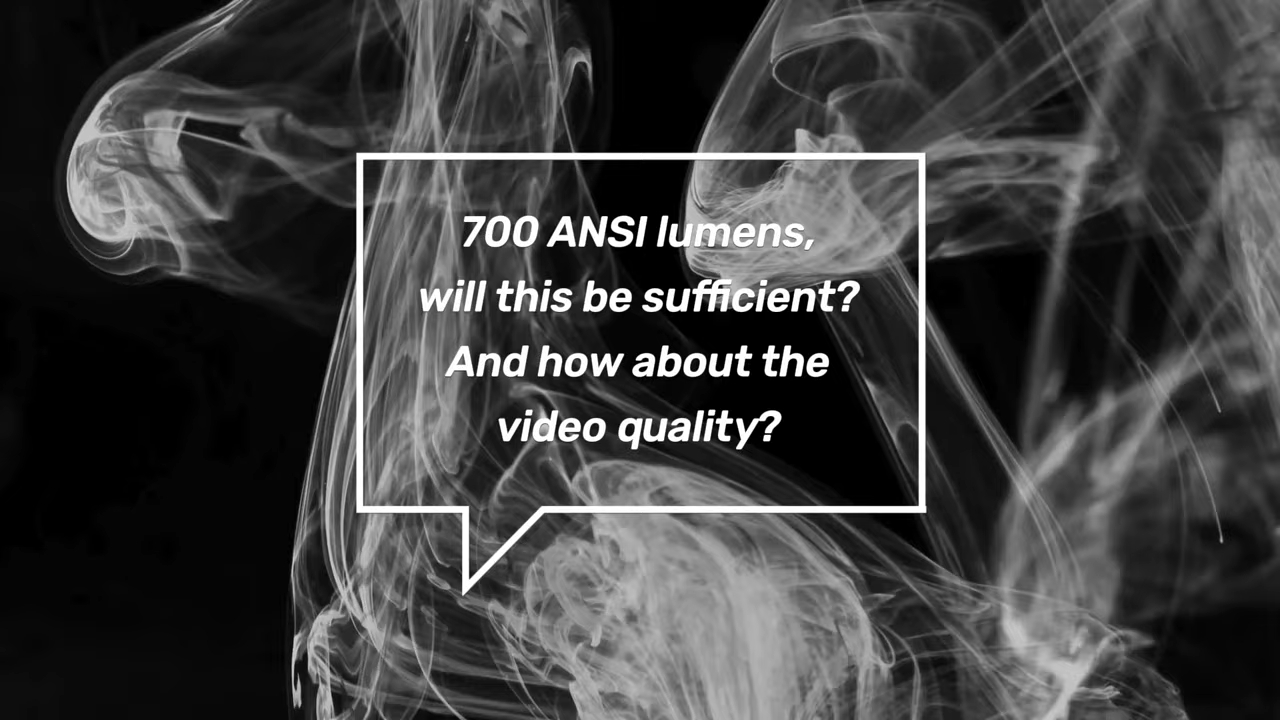 700 ANSI lumens,
will this be sufficient?
And how about the
video quality?